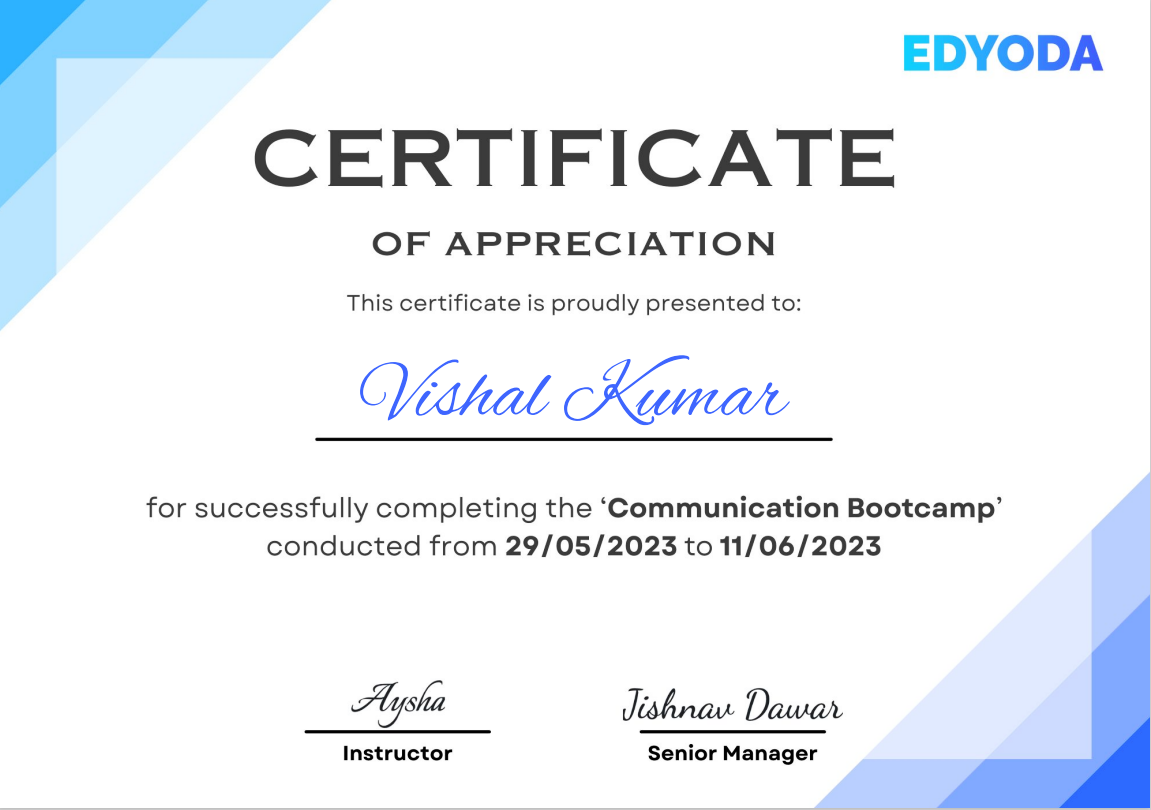 EDYODA
CERTIFICATE
OF APPRECIATION
This certificate is proudly presented to:
Vishal Kumar
for successfully completing the ‘Communication Bootcamp’
conducted from 29/05/2023 to 11/06/2023
Aysha
Jishnav Dawar
Instructor
Senior Manager